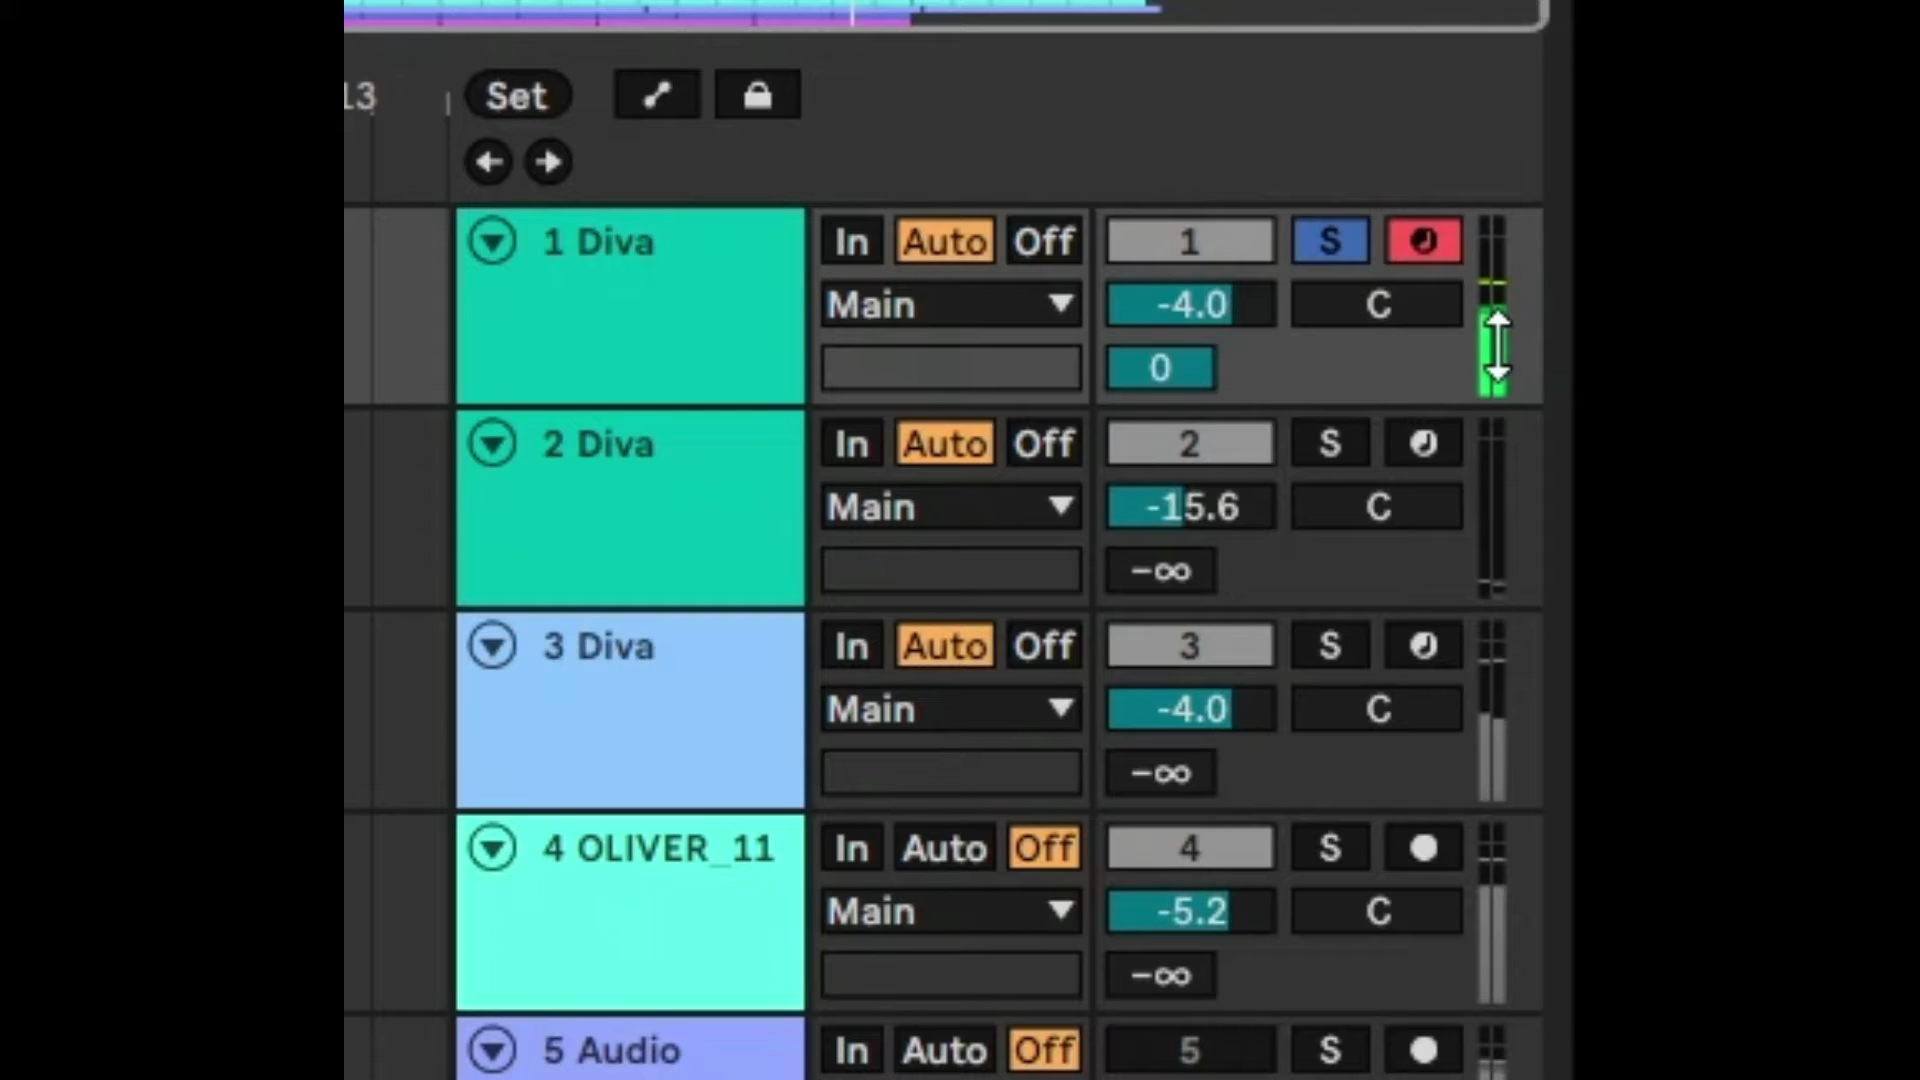 13 Set
1 Diva In Auto Off 1 S
Main -4.0 C
0
2 Diva In Auto Off 2 S
Main -15.6 C
-∞
3 Diva In Auto Off 3 S
Main -4.0 C
-∞
4 OLIVER_11 In Auto Off 4 S
Main -5.2 C
-∞
5 Audio In Auto Off 5 S